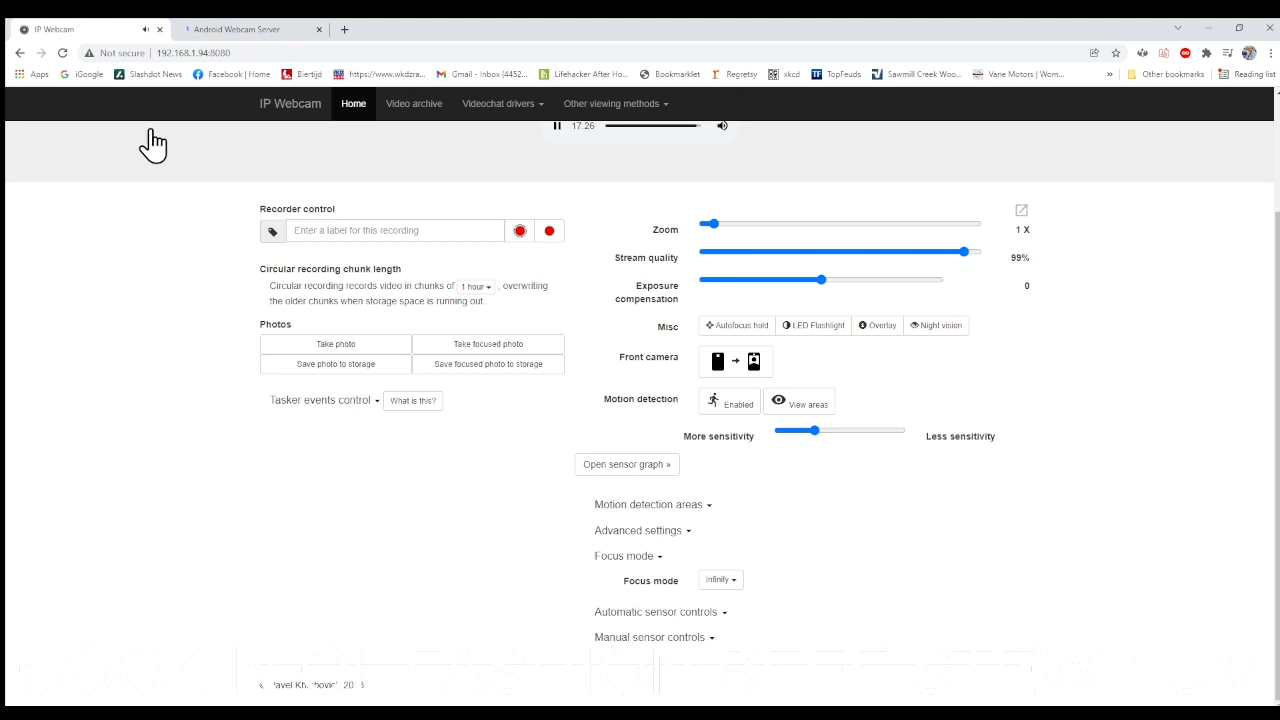 IP Webcam
Android Webcam Server
Not secure 192.168.1.94:8080
Apps iGoogle Slashdot News Facebook | Home Biertijd https://www.wkdzra... Gmail - Inbox (4452... Lifehacker After Ho... Bookmarklet Regretsy xkcd TopFeuds Sawmill Creek Woo... Vane Motors | Wom... » Other bookmarks Reading list
IP Webcam Home Video archive Videochat drivers Other viewing methods
17.26
Recorder control
Enter a label for this recording
Circular recording chunk length
Circular recording records video in chunks of 1 hour , overwriting
the older chunks when storage space is running out.
Photos
Take photo Take focused photo
Save photo to storage Save focused photo to storage
Tasker events control What is this?
Zoom 1 X
Stream quality 99%
Exposure
compensation 0
Misc Autofocus hold LED Flashlight Overlay Night vision
Front camera
Motion detection Enabled View areas
More sensitivity Less sensitivity
Open sensor graph »
Motion detection areas
Advanced settings
Focus mode
Focus mode Infinity
Automatic sensor controls
Manual sensor controls